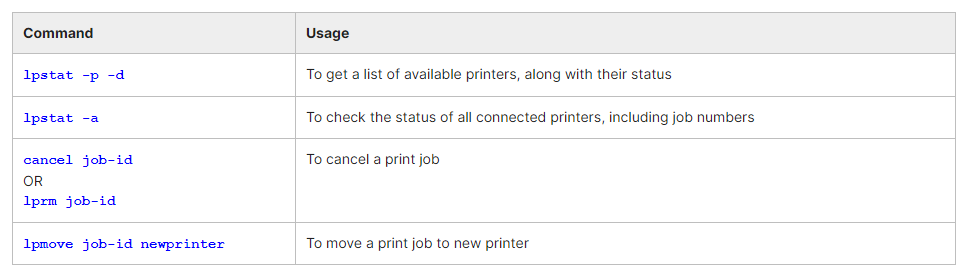 Command Usage
lpstat -p -d To get a list of available printers, along with their status
lpstat -a To check the status of all connected printers, including job numbers
cancel job-id To cancel a print job
OR
lprm job-id
lpmove job-id newprinter To move a print job to new printer